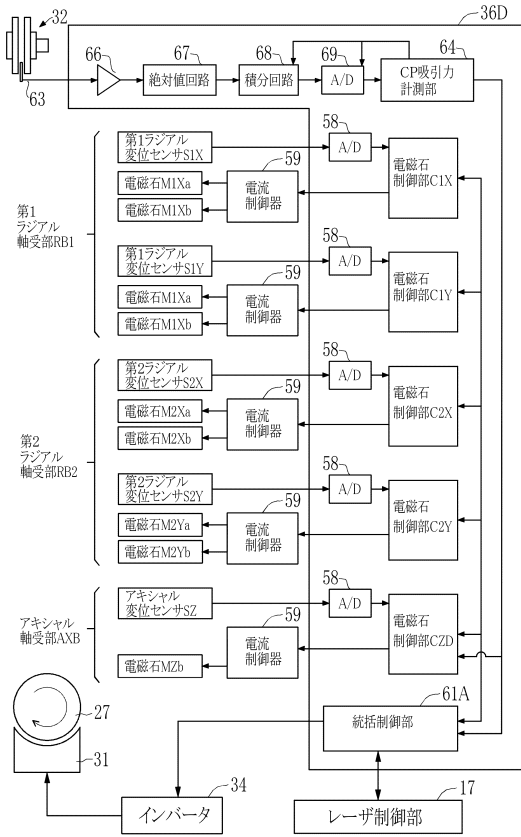 32
36D
63
66
67
絶対値回路
68
積分回路
69
A/D
64
CP吸引力
計測部
第1
ラジアル
軸受部RB1
第1ラジアル
変位センサS1X
58
A/D
電磁石
制御部C1X
59
電流
制御器
電磁石M1Xa
電磁石M1Xb
第1ラジアル
変位センサS1Y
58
A/D
電磁石
制御部C1Y
59
電流
制御器
電磁石M1Xa
電磁石M1Xb
第2
ラジアル
軸受部RB2
第2ラジアル
変位センサS2X
58
A/D
電磁石
制御部C2X
59
電流
制御器
電磁石M2Xa
電磁石M2Xb
第2ラジアル
変位センサS2Y
58
A/D
電磁石
制御部C2Y
59
電流
制御器
電磁石M2Ya
電磁石M2Yb
アキシャル
軸受部AXB
アキシャル
変位センサSZ
58
A/D
電磁石
制御部CZD
59
電流
制御器
電磁石MZb
27
31
34
インバータ
61A
統括制御部
17
レーザ制御部